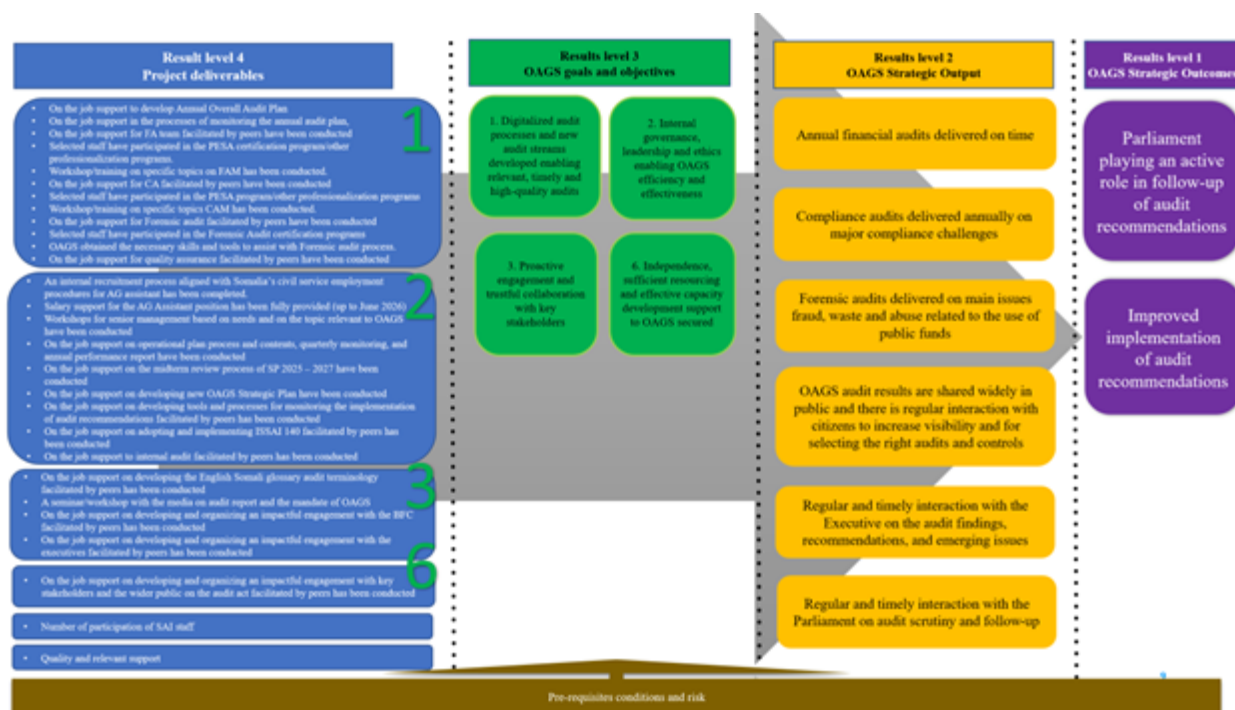 Result level 4
Project deliverables
• On the job support to develop Annual Overall Audit Plan
• On the job support in the processes of monitoring the annual audit plan,
• On the job support for FA team facilitated by peers have been conducted
• Selected staff have participated in the PESA certification program/other
professionalization programs.
• Workshop/training on specific topics on FAM has been conducted.
• On the job support for CA facilitated by peers have been conducted
• Selected staff have participated in the PESA program/other professionalization programs
• Workshop/training on specific topics CAM has been conducted.
• On the job support for Forensic audit facilitated by peers have been conducted
• Selected staff have participated in the Forensic Audit certification programs
• OAGS obtained the necessary skills and tools to assist with Forensic audit process.
• On the job support for quality assurance facilitated by peers have been conducted
1
• An internal recruitment process aligned with Somalia's civil service employment
procedures for AG assistant has been completed.
• Salary support for the AG Assistant position has been fully provided (up to June 2026)
• Workshops for senior management based on needs and on the topic relevant to OAGS
have been conducted
• On the job support on operational plan process and contents, quarterly monitoring, and
annual performance report have been conducted
• On the job support on the midterm review process of SP 2025 – 2027 have been
conducted
• On the job support on developing new OAGS Strategic Plan have been conducted
• On the job support on developing tools and processes for monitoring the implementation
of audit recommendations facilitated by peers have been conducted
• On the job support on adopting and implementing ISSAI 140 facilitated by peers has
been conducted
• On the job support to internal audit facilitated by peers has been conducted
2
• On the job support on developing the English Somali glossary audit terminology
facilitated by peers has been conducted
• A seminar/workshop with the media on audit report and the mandate of OAGS
• On the job support on developing and organizing an impactful engagement with the BFC
facilitated by peers has been conducted
• On the job support on developing and organizing an impactful engagement with the
executives facilitated by peers has been conducted
3
• On the job support on developing and organizing an impactful engagement with key
stakeholders and the wider public on the audit act facilitated by peers has been conducted
6
• Number of participation of SAI staff
• Quality and relevant support
Results level 3
OAGS goals and objectives
1. Digitalized audit
processes and new
audit streams
developed enabling
relevant, timely and
high-quality audits
2. Internal
governance,
leadership and ethics
enabling OAGS
efficiency and
effectiveness
3. Proactive
engagement and
trustful collaboration
with key
stakeholders
6. Independence,
sufficient resourcing
and effective capacity
development support
to OAGS secured
Results level 2
OAGS Strategic Output
Annual financial audits delivered on time
Compliance audits delivered annually on
major compliance challenges
Forensic audits delivered on main issues
fraud, waste and abuse related to the use of
public funds
OAGS audit results are shared widely in
public and there is regular interaction with
citizens to increase visibility and for
selecting the right audits and controls
Regular and timely interaction with the
Executive on the audit findings,
recommendations, and emerging issues
Regular and timely interaction with the
Parliament on audit scrutiny and follow-up
Results level 1
OAGS Strategic Outcomes
Parliament
playing an active
role in follow-up
of audit
recommendations
Improved
implementation
of audit
recommendations
Pre-requisites conditions and risk